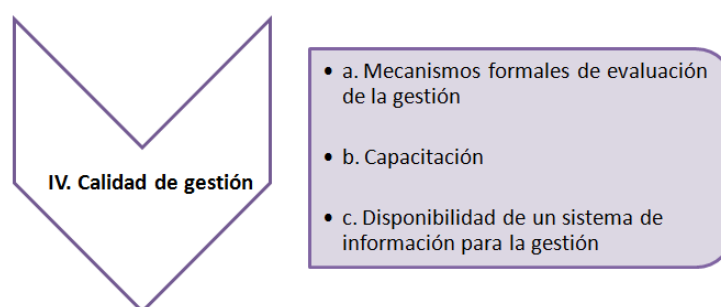 IV. Calidad de gestión
• a. Mecanismos formales de evaluación
de la gestión
• b. Capacitación
• c. Disponibilidad de un sistema de
información para la gestión